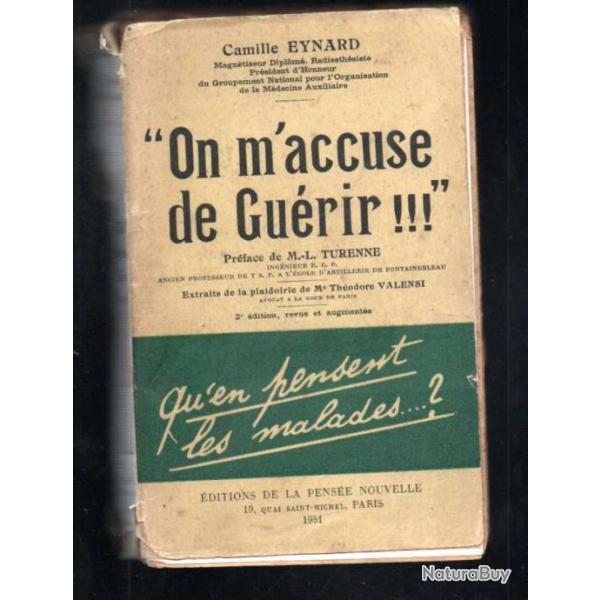 Camille EYNARD
Magnétiseur Diplômé, Radiesthésiste
Président d'Honneur
du Groupement National pour l'Organisation
de la Médecine Auxiliaire
"On m'accuse
de Guérir !!!"
Préface de M.-L. TURENNE
INGÉNIEUR E. C. P.
ANCIEN PROFESSEUR DE T S. F. A L'ÉCOLE D'ARTILLERIE DE FONTAINEBLEAU
Extraits de la plaidoirie de Me Théodore VALENSI
AVOCAT A LA COUR DE PARIS
2e édition, revue et augmentée
qu'en pensent
les malades....?
ÉDITIONS DE LA PENSÉE NOUVELLE
19, QUAI SAINT-MICHEL, PARIS
1951
NaturaBuy